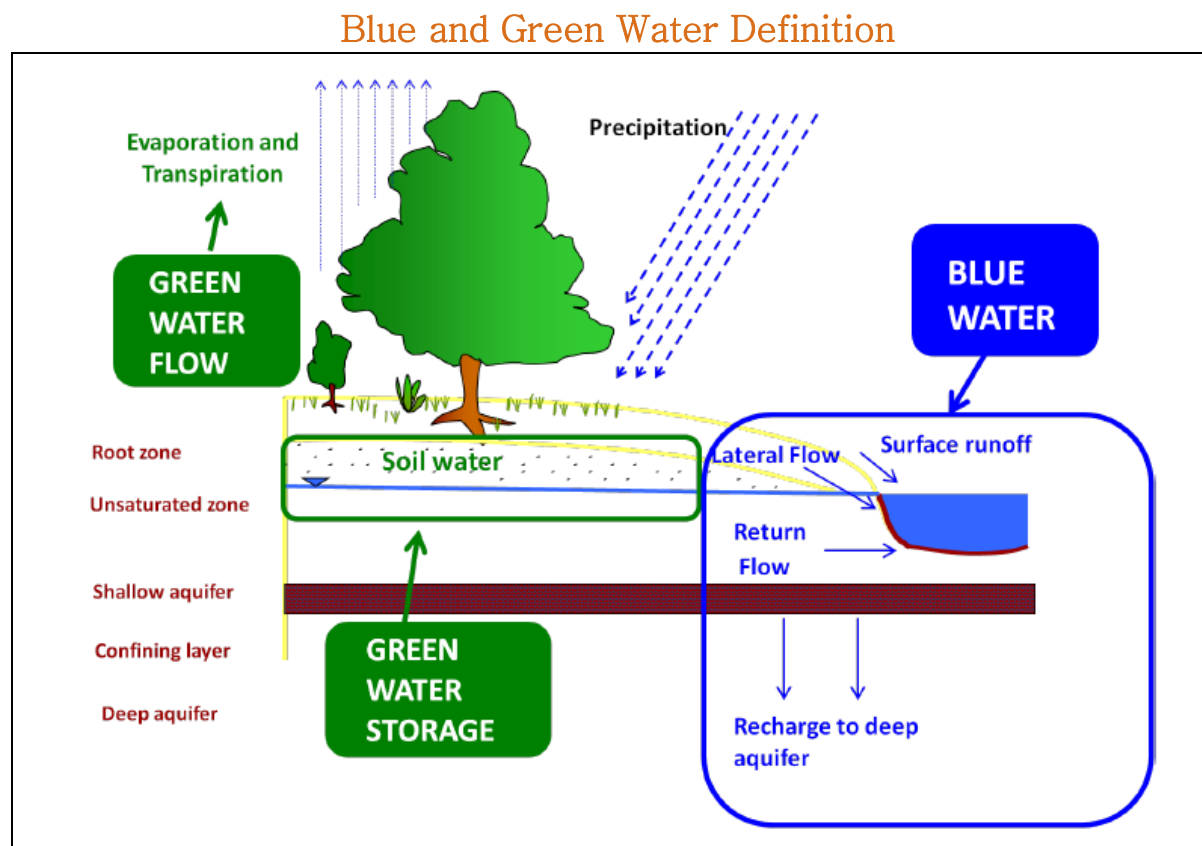 Blue and Green Water Definition
Evaporation and
Transpiration
Precipitation
GREEN
WATER
FLOW
BLUE
WATER
Root zone
Soil water
Lateral Flow
Surface runoff
Unsaturated zone
Return
Flow
Shallow aquifer
Confining layer
GREEN
WATER
STORAGE
Deep aquifer
Recharge to deep
aquifer